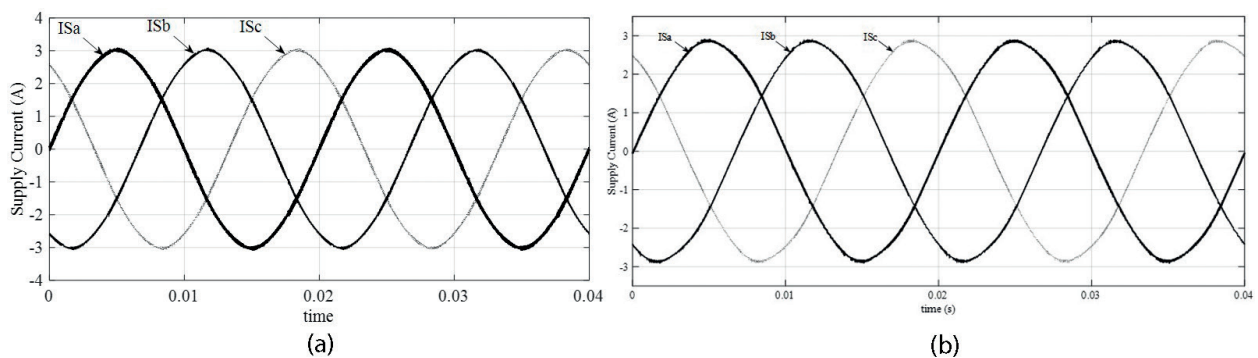 4
3
2
1
0
-1
-2
-3
-4
Supply Current (A)
ISa
ISb
ISc
0
0.01
0.02
0.03
0.04
time
(a)
3
2
1
0
-1
-2
-3
Supply Current (A)
ISa
ISb
ISc
0
0.01
0.02
0.03
0.04
time (s)
(b)